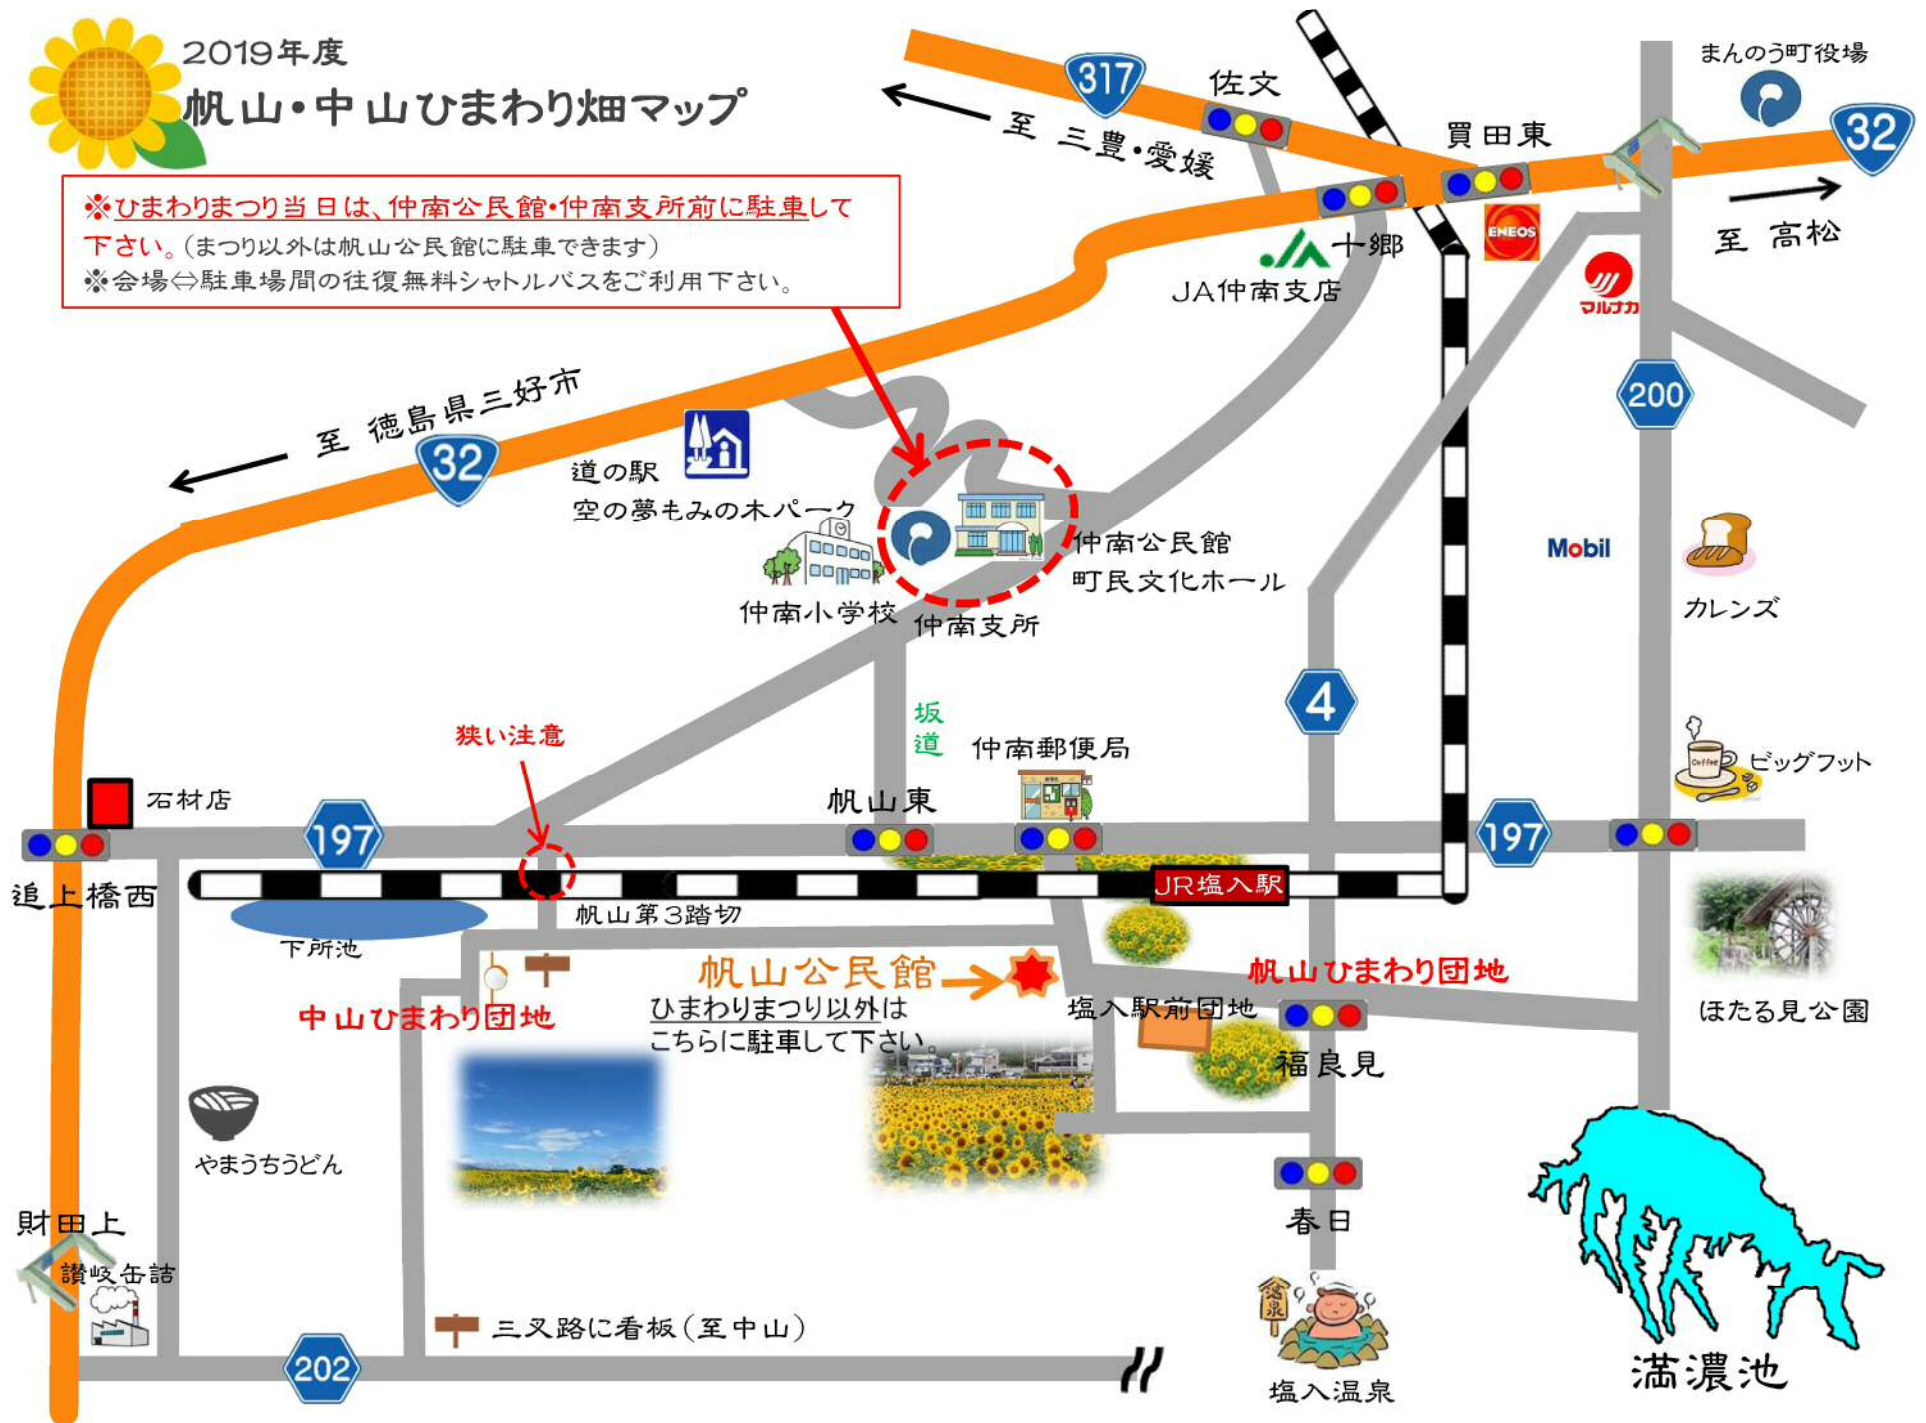 2019年度
帆山・中山ひまわり畑マップ
※ひまわりまつり当日は、仲南公民館・仲南支所前に駐車して
下さい。(まつり以外は帆山公民館に駐車できます)
※会場⇔駐車場間の往復無料シャトルバスをご利用下さい。
317
佐文
至 三豊・愛媛
買田東
まんのう町役場
32
至 高松
ENEOS
十郷
JA仲南支店
マルナカ
200
至 徳島県三好市
32
道の駅
空の夢もみの木パーク
仲南小学校
仲南支所
仲南公民館
町民文化ホール
Mobil
カレンズ
4
狭い注意
坂
道
仲南郵便局
Coffee
ビッグフット
石材店
197
帆山東
197
追上橋西
JR塩入駅
下所池
帆山第3踏切
帆山公民館
ひまわりまつり以外は
こちらに駐車して下さい。
中山ひまわり団地
帆山ひまわり団地
塩入駅前団地
福良見
ほたる見公園
やまうちうどん
春日
財田上
讃岐缶詰
三叉路に看板(至中山)
202
温泉
塩入温泉
満濃池